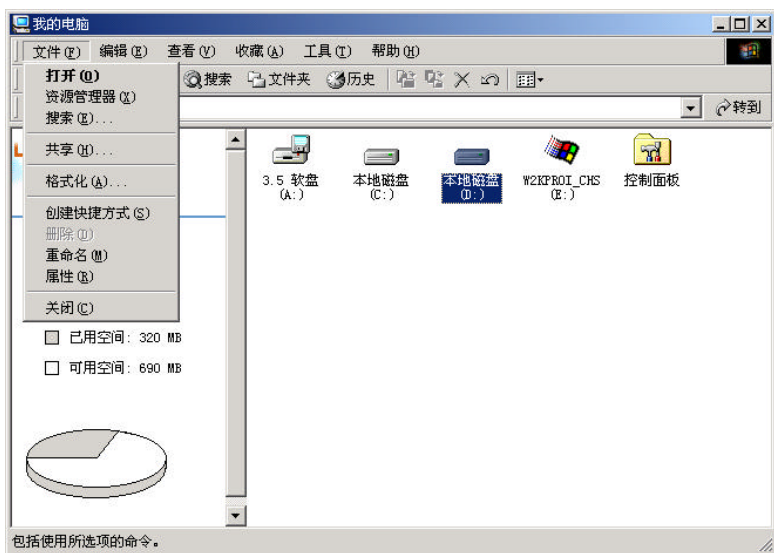 我的电脑
文件(F) 编辑(E) 查看(V) 收藏(A) 工具(T) 帮助(H)
打开(O)
搜索 文件夹 历史
资源管理器(X)
搜索(E)...
转到
共享(H)...
格式化(A)...
创建快捷方式(S)
删除(D)
重命名(M)
属性(R)
关闭(C)
3.5 软盘 (A:)
本地磁盘 (C:)
本地磁盘 (D:)
W2KPROI_CHS (E:)
控制面板
已用空间: 320 MB
可用空间: 690 MB
包括使用所选项的命令。